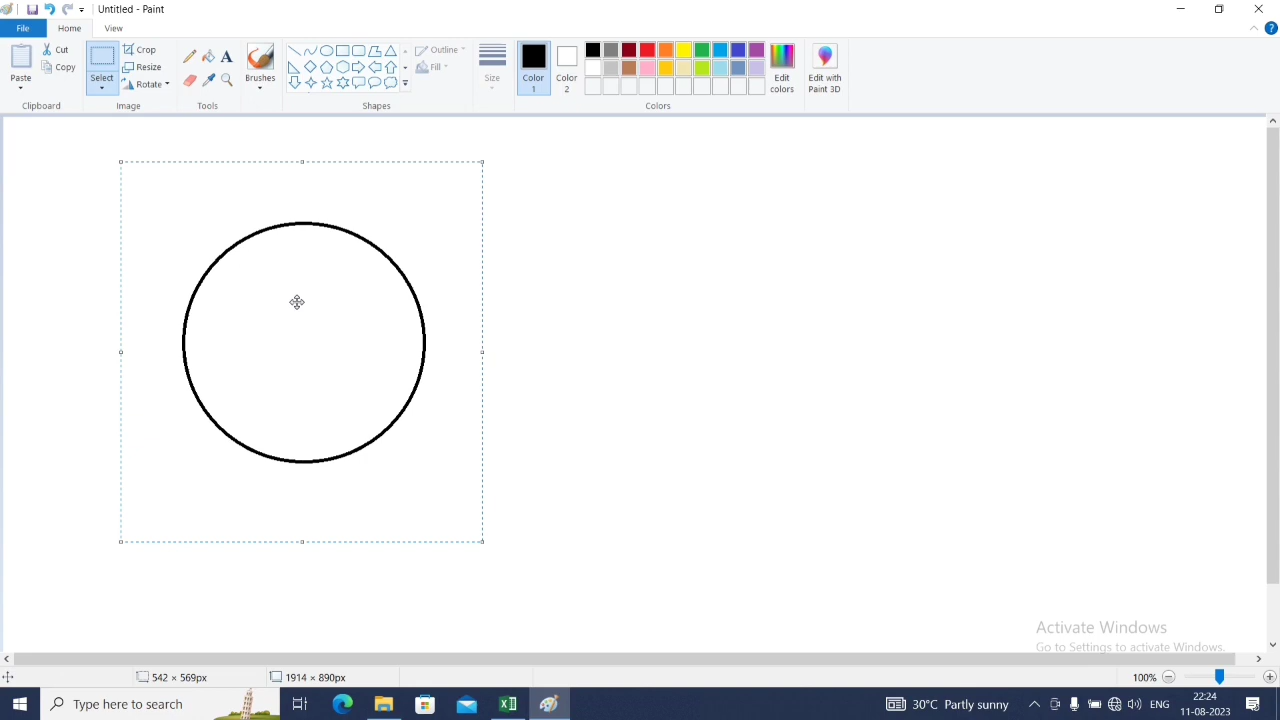 Untitled - Paint
File Home View
Paste
Cut
Copy
Clipboard
Select
Crop
Resize
Rotate
Image
Tools
Brushes
Shapes
Outline
Fill
Size
Color 1
Color 2
Colors
Edit colors
Edit with Paint 3D
Activate Windows
Go to Settings to activate Windows.
542 × 569px
1914 × 890px
100%
Type here to search
30°C Partly sunny
ENG
22:24
11-08-2023